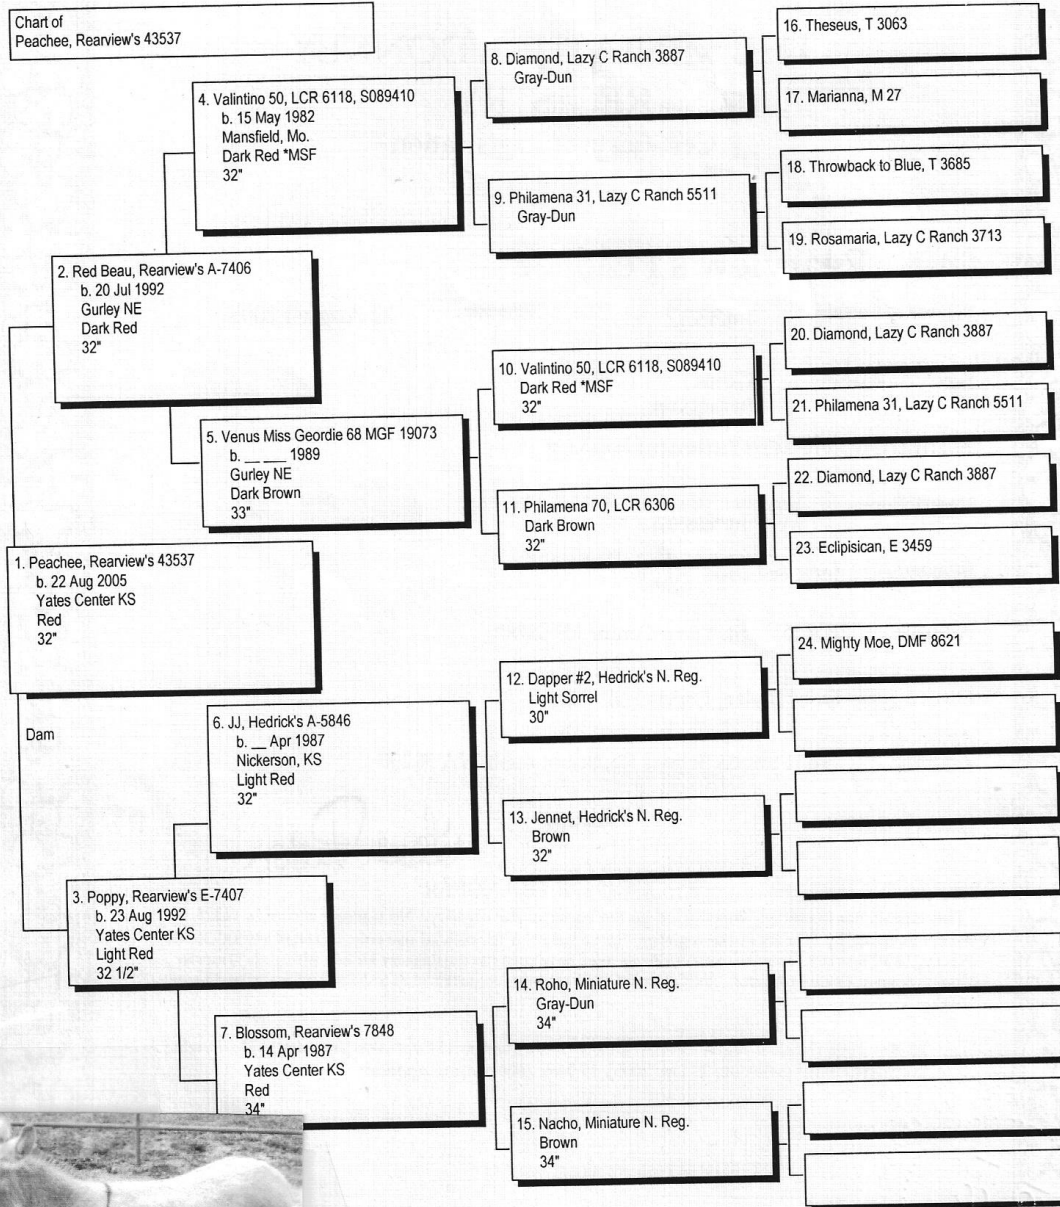 Chart of
Peachee, Rearview's 43537
1. Peachee, Rearview's 43537
b. 22 Aug 2005
Yates Center KS
Red
32"
Dam
2. Red Beau, Rearview's A-7406
b. 20 Jul 1992
Gurley NE
Dark Red
32"
3. Poppy, Rearview's E-7407
b. 23 Aug 1992
Yates Center KS
Light Red
32 1/2"
4. Valintino 50, LCR 6118, S089410
b. 15 May 1982
Mansfield, Mo.
Dark Red *MSF
32"
5. Venus Miss Geordie 68 MGF 19073
b. __ ___ 1989
Gurley NE
Dark Brown
33"
6. JJ, Hedrick's A-5846
b. __ Apr 1987
Nickerson, KS
Light Red
32"
7. Blossom, Rearview's 7848
b. 14 Apr 1987
Yates Center KS
Red
34"
8. Diamond, Lazy C Ranch 3887
Gray-Dun
9. Philamena 31, Lazy C Ranch 5511
Gray-Dun
10. Valintino 50, LCR 6118, S089410
Dark Red *MSF
32"
11. Philamena 70, LCR 6306
Dark Brown
32"
12. Dapper #2, Hedrick's N. Reg.
Light Sorrel
30"
13. Jennet, Hedrick's N. Reg.
Brown
32"
14. Roho, Miniature N. Reg.
Gray-Dun
34"
15. Nacho, Miniature N. Reg.
Brown
34"
16. Theseus, T 3063
17. Marianna, M 27
18. Throwback to Blue, T 3685
19. Rosamaria, Lazy C Ranch 3713
20. Diamond, Lazy C Ranch 3887
21. Philamena 31, Lazy C Ranch 5511
22. Diamond, Lazy C Ranch 3887
23. Eclipisican, E 3459
24. Mighty Moe, DMF 8621